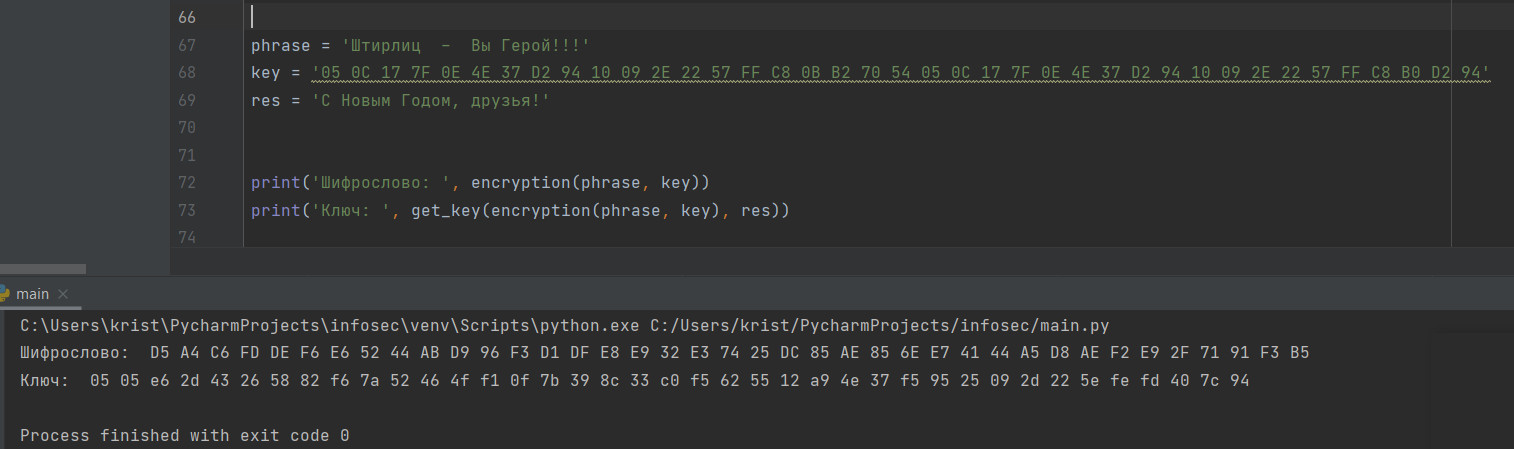 66
67 phrase = 'Штирлиц  –  Вы Герой!!!'
68 key = '05 0C 17 7F 0E 4E 37 D2 94 10 09 2E 22 57 FF C8 0B B2 70 54 05 0C 17 7F 0E 4E 37 D2 94 10 09 2E 22 57 FF C8 B0 D2 94'
69 res = 'С Новым Годом, друзья!'
70
71
72 print('Шифрослово: ', encryption(phrase, key))
73 print('Ключ: ', get_key(encryption(phrase, key), res))
74
main
C:\Users\krist\PycharmProjects\infosec\venv\Scripts\python.exe C:/Users/krist/PycharmProjects/infosec/main.py
Шифрослово:  D5 A4 C6 FD DE F6 E6 52 44 AB D9 96 F3 D1 DF E8 E9 32 E3 74 25 DC 85 AE 85 6E E7 41 44 A5 D8 AE F2 E9 2F 71 91 F3 B5
Ключ:  05 05 e6 2d 43 26 58 82 f6 7a 52 46 4f f1 0f 7b 39 8c 33 c0 f5 62 55 12 a9 4e 37 f5 95 25 09 2d 22 5e fe fd 40 7c 94
Process finished with exit code 0